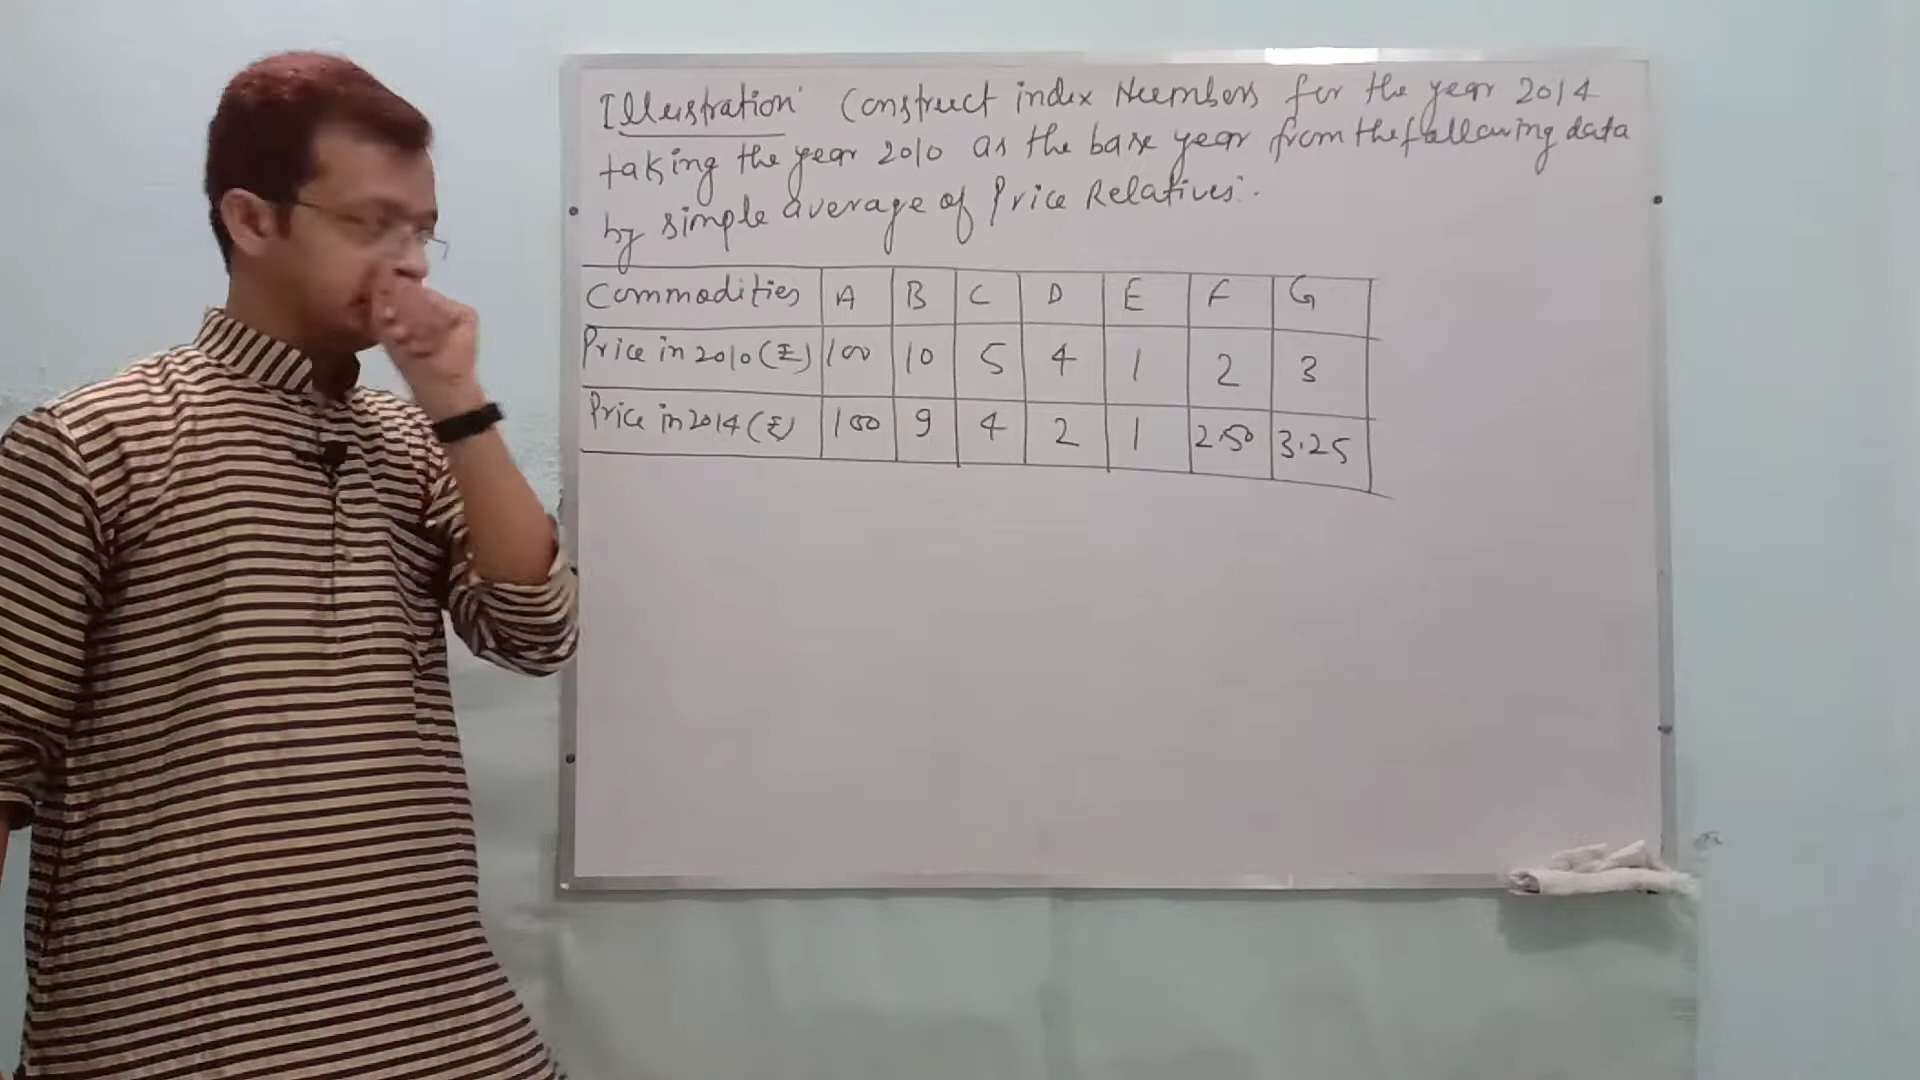 Illustration: Construct index Numbers for the year 2014
taking the year 2010 as the base year from the following data
by simple average of Price Relatives:-
Commodities A B C D E F G
Price in 2010 (₹) 100 10 5 4 1 2 3
Price in 2014 (₹) 100 9 4 2 1 2.50 3.25